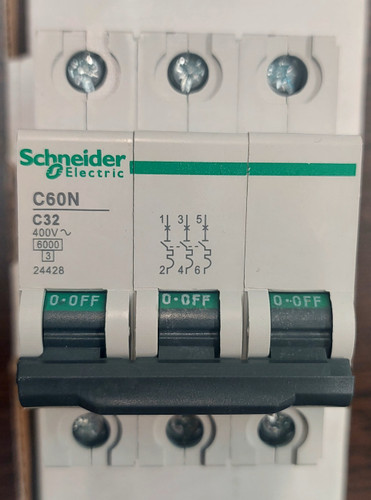 Schneider
Electric
C60N
C32
400V~
6000
3
24428
1 3 5
2 4 6
O-OFF O-OFF O-OFF